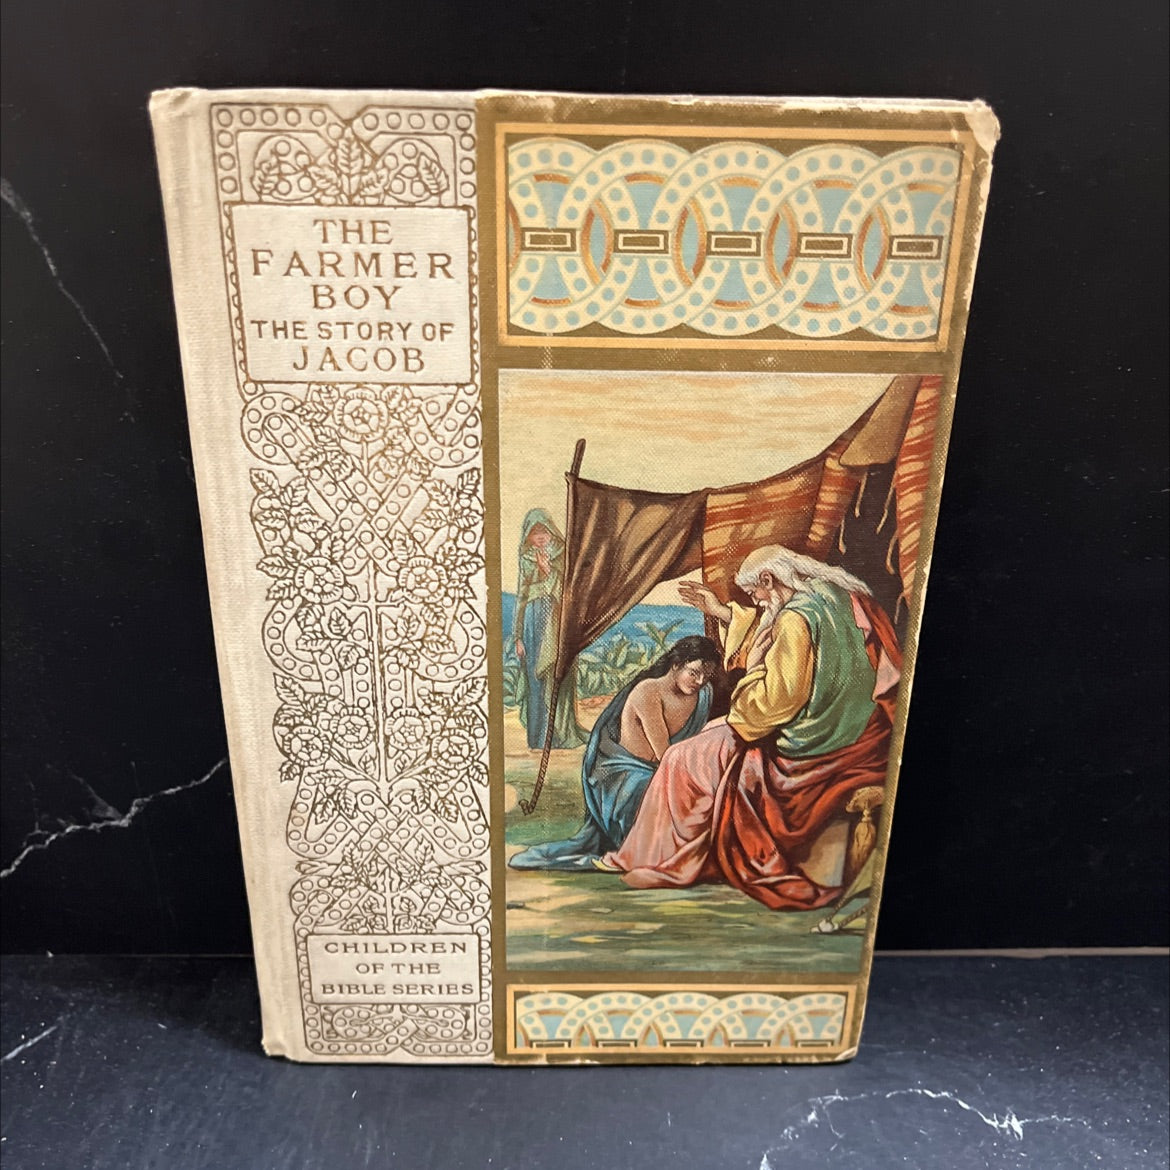 THE
FARMER
BOY
THE STORY OF
JACOB
CHILDREN
OF THE
BIBLE SERIES